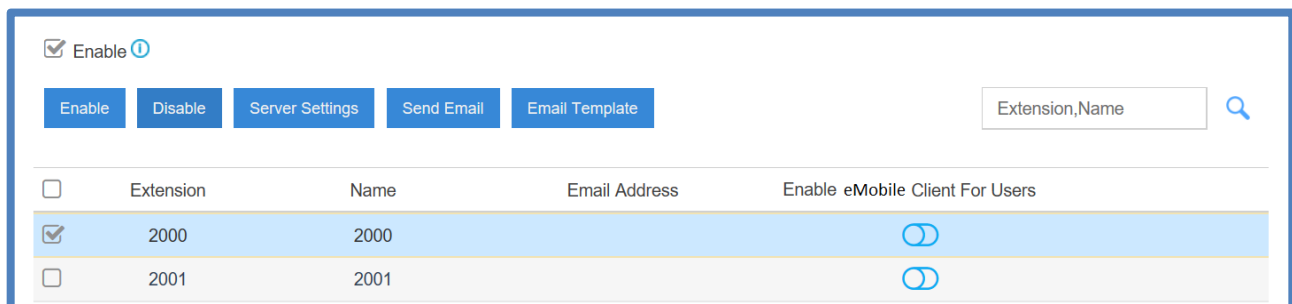 Enable
Enable Disable Server Settings Send Email Email Template Extension,Name
Extension Name Email Address Enable eMobile Client For Users
2000 2000
2001 2001